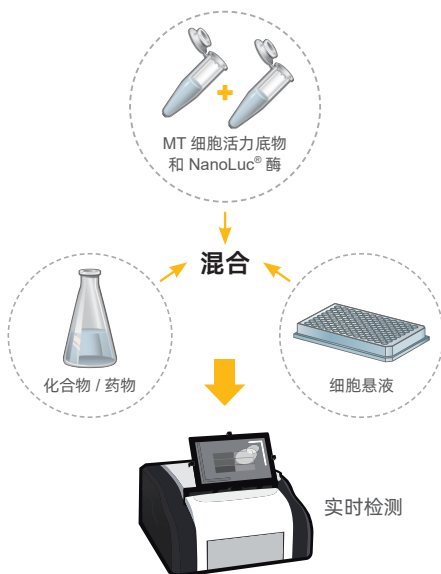 MT 细胞活力底物
和 NanoLuc® 酶
混合
化合物 / 药物
细胞悬液
实时检测